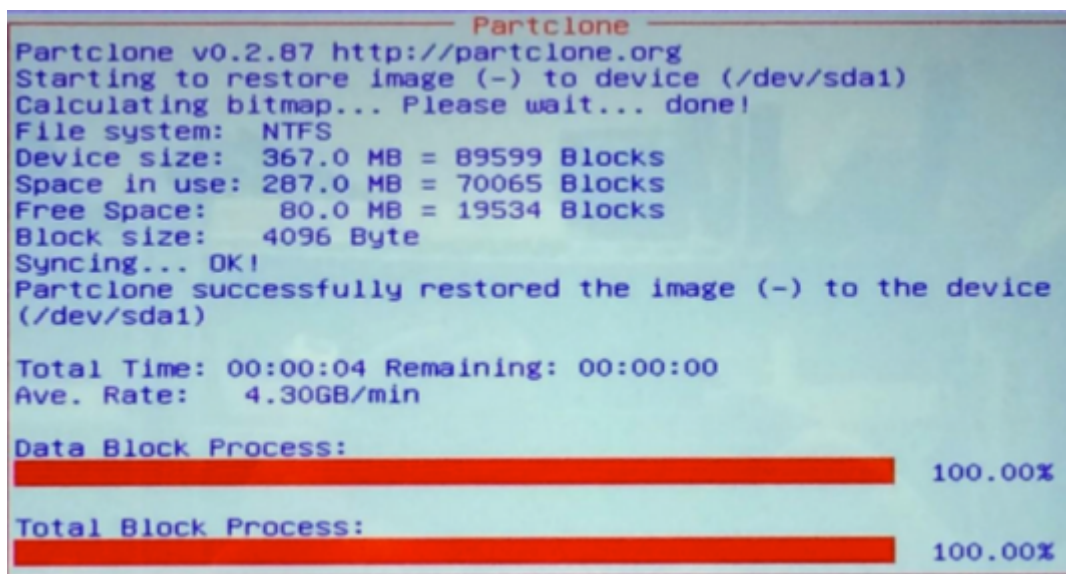 Partclone
Partclone v0.2.87 http://partclone.org
Starting to restore image (-) to device (/dev/sda1)
Calculating bitmap... Please wait... done!
File system:  NTFS
Device size:  367.0 MB = 89599 Blocks
Space in use: 287.0 MB = 70065 Blocks
Free Space:    80.0 MB = 19534 Blocks
Block size:   4096 Byte
Syncing... OK!
Partclone successfully restored the image (-) to the device
(/dev/sda1)
Total Time: 00:00:04 Remaining: 00:00:00
Ave. Rate:   4.30GB/min
Data Block Process:
100.00%
Total Block Process:
100.00%